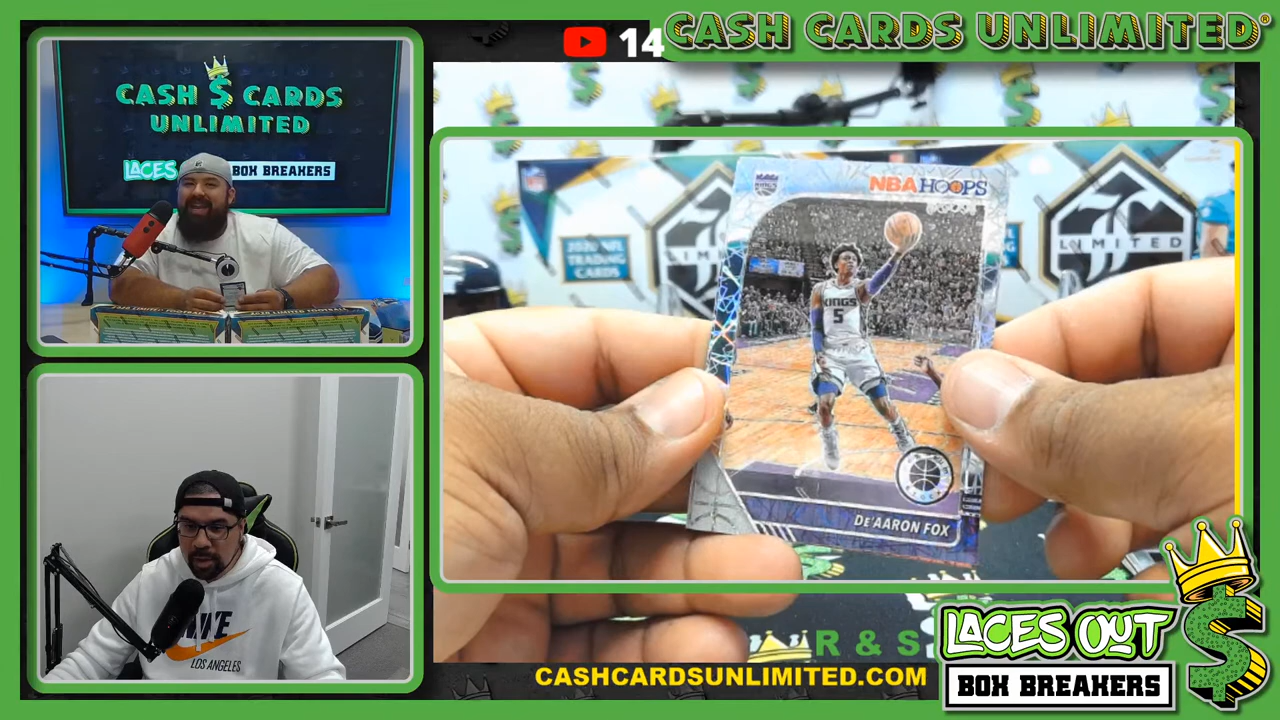 14
CASH CARDS UNLIMITED®
CASH $ CARDS
UNLIMITED
LACES
BOX BREAKERS
NBA HOOPS
KINGS
5
DE'AARON FOX
2020 NFL
TRADING
CARDS
LIMITED
LIMITED
NIKE
LOS ANGELES
R & S
CASHCARDSUNLIMITED.COM
LACES OUT
BOX BREAKERS